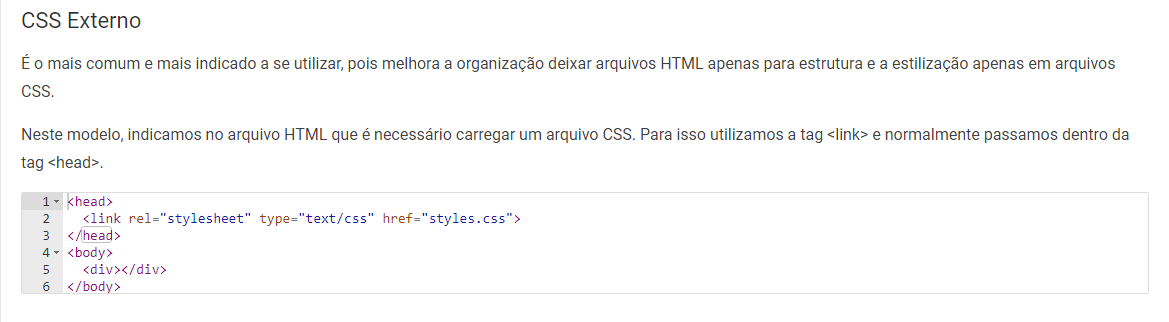 CSS Externo
É o mais comum e mais indicado a se utilizar, pois melhora a organização deixar arquivos HTML apenas para estrutura e a estilização apenas em arquivos
CSS.
Neste modelo, indicamos no arquivo HTML que é necessário carregar um arquivo CSS. Para isso utilizamos a tag <link> e normalmente passamos dentro da
tag <head>.
1 <head>
2   <link rel="stylesheet" type="text/css" href="styles.css">
3 </head>
4 <body>
5   <div></div>
6 </body>